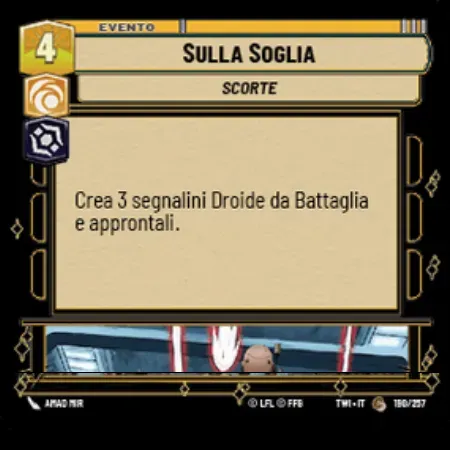 EVENTO
4
SULLA SOGLIA
SCORTE
Crea 3 segnalini Droide da Battaglia
e approntali.
AMAD MIR
© LFL © FFG
TWI • IT
190/257